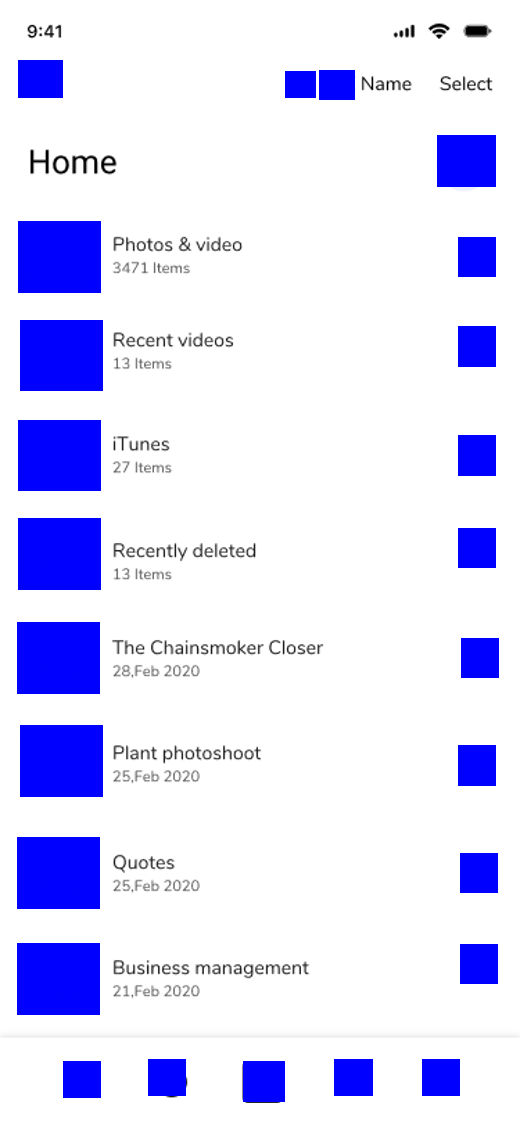 9:41
Name Select
Home
Photos & video
3471 Items
Recent videos
13 Items
iTunes
27 Items
Recently deleted
13 Items
The Chainsmoker Closer
28,Feb 2020
Plant photoshoot
25,Feb 2020
Quotes
25,Feb 2020
Business management
21,Feb 2020